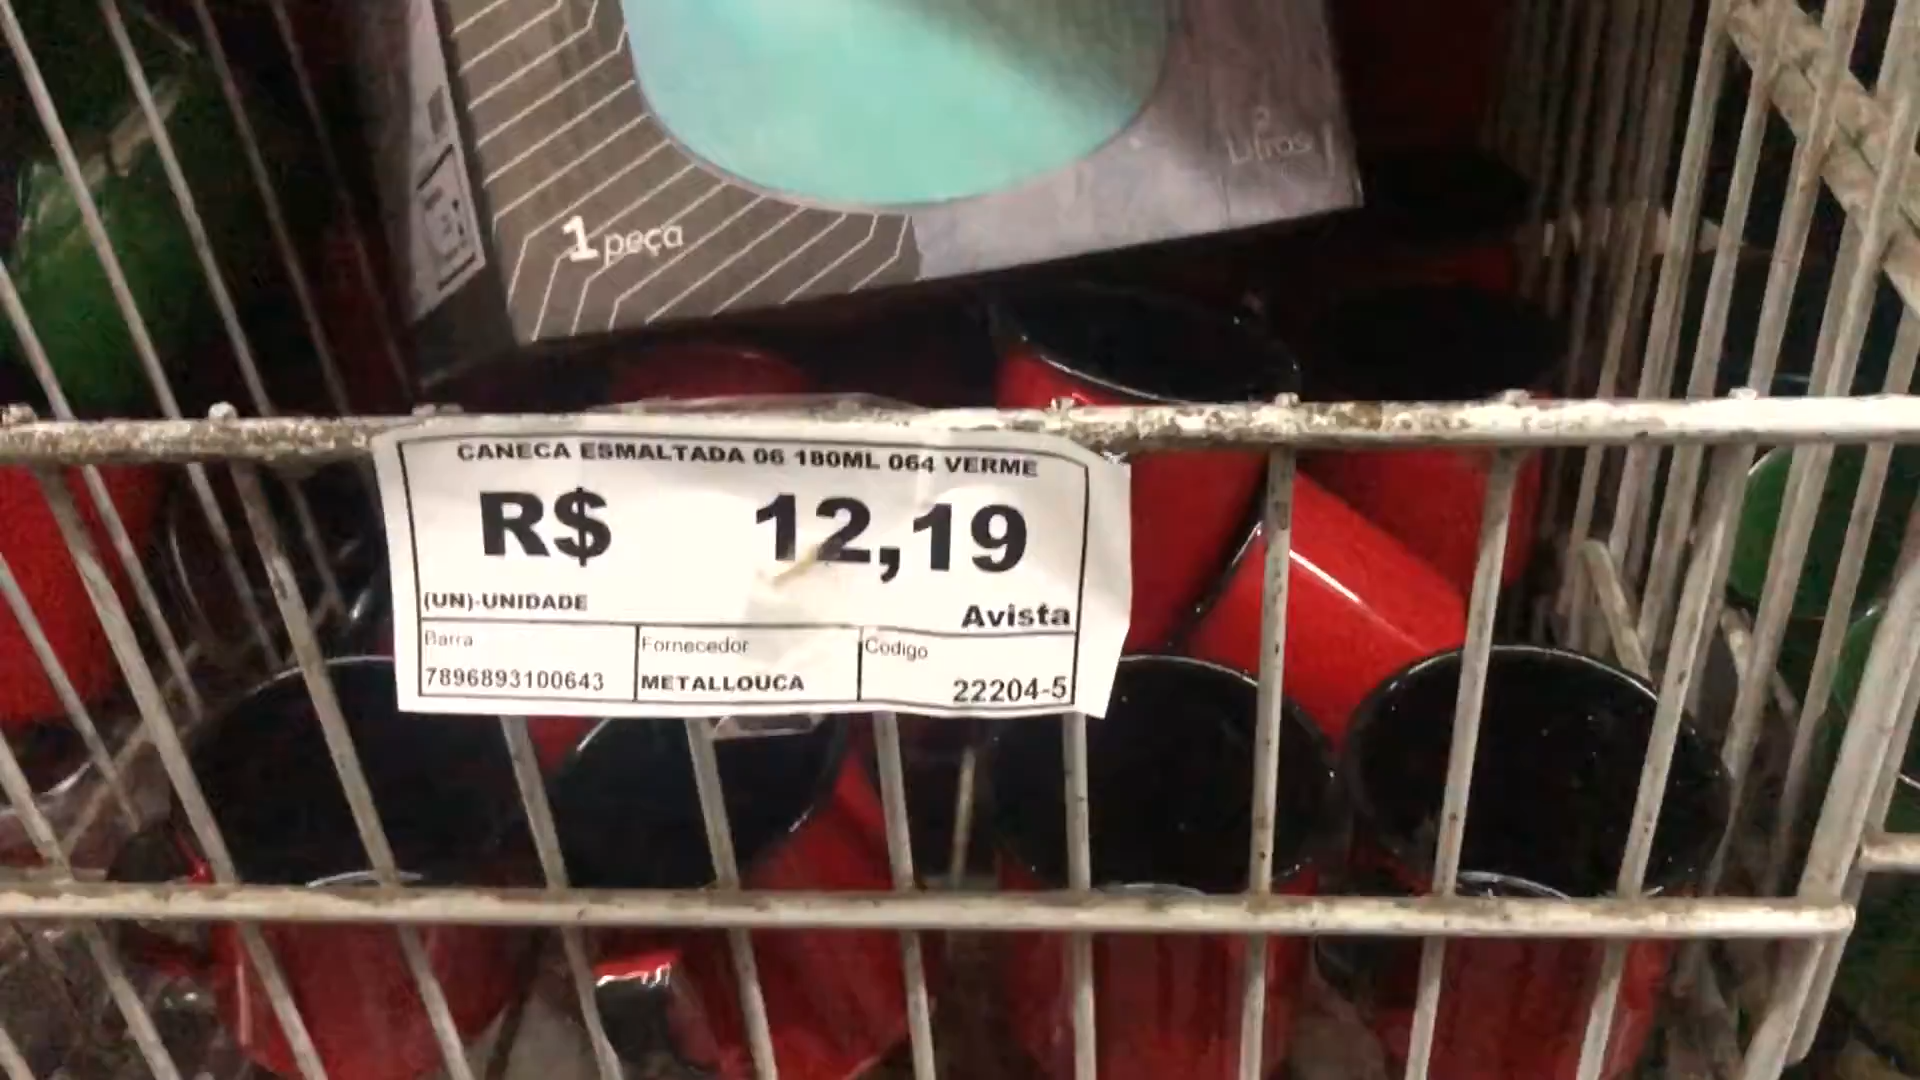 2
Litros
1 peça
CANECA ESMALTADA 06 180ML 064 VERME
R$ 12,19
(UN)-UNIDADE
Avista
Barra Fornecedor Codigo
7896893100643 METALLOUCA 22204-5